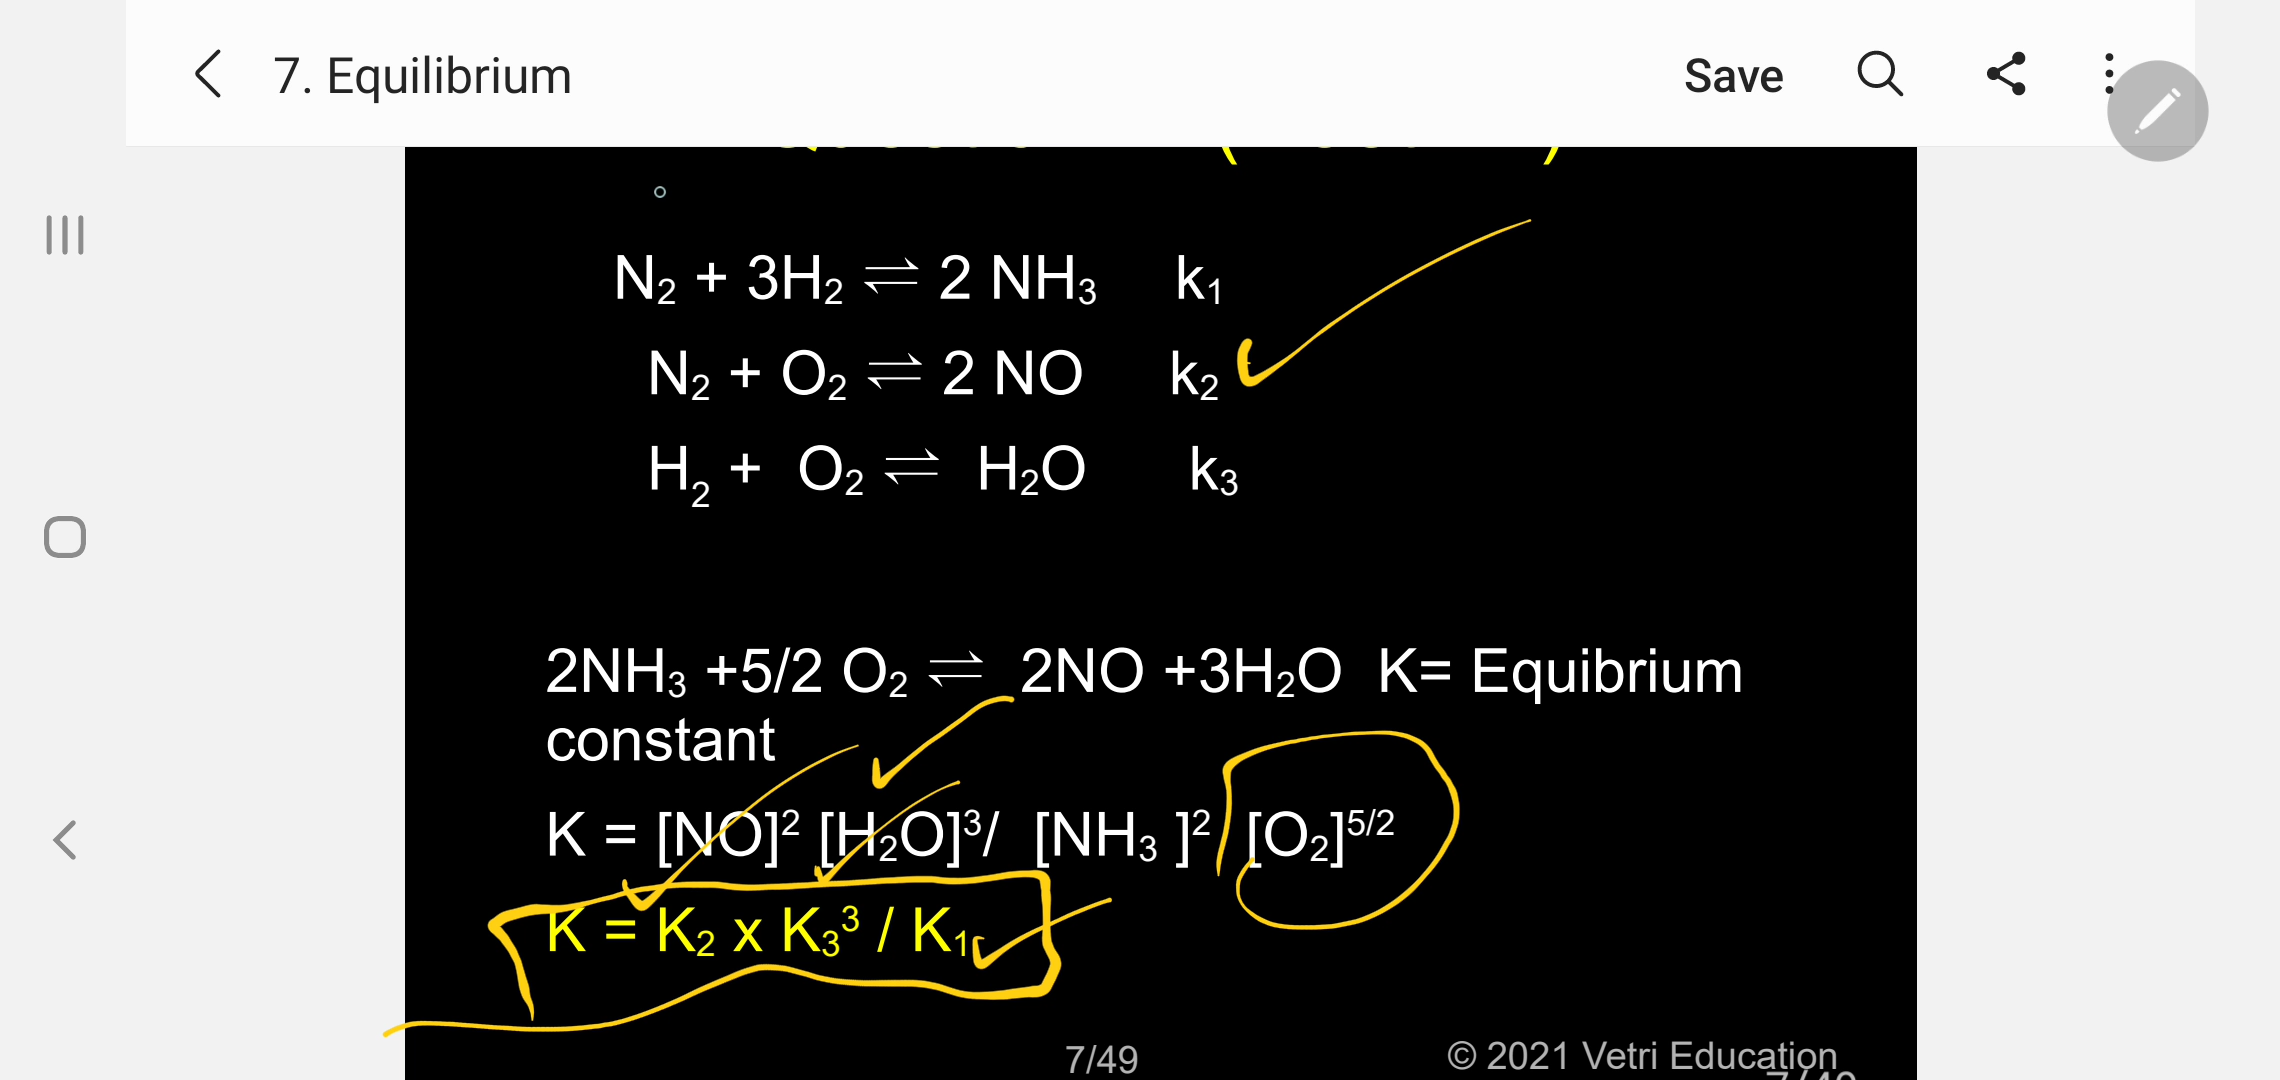 7. Equilibrium Save
N₂ + 3H₂ ⇌ 2 NH₃ k₁
N₂ + O₂ ⇌ 2 NO k₂
H₂ + O₂ ⇌ H₂O k₃
2NH₃ +5/2 O₂ ⇌ 2NO +3H₂O K= Equibrium
constant
K = [NO]² [H₂O]³/ [NH₃ ]² [O₂]⁵/²
K = K₂ x K₃³ / K₁
7/49 © 2021 Vetri Education